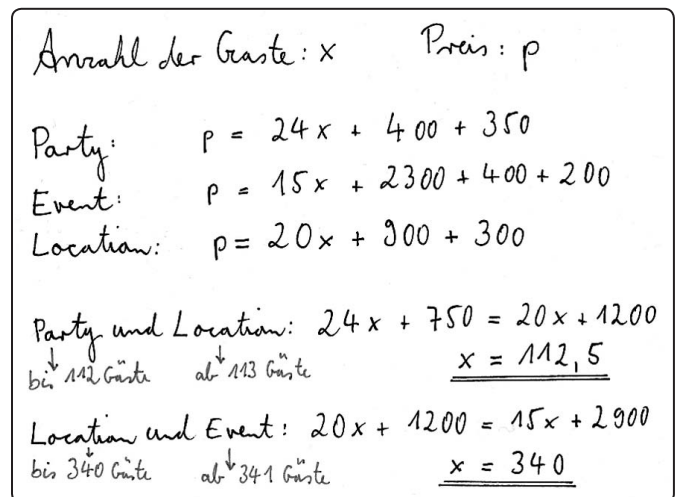 Anzahl der Gäste: x Preis: p
Party: p = 24x + 400 + 350
Event: p = 15x + 2300 + 400 + 200
Location: p = 20x + 900 + 300
Party und Location: 24x + 750 = 20x + 1200
↓ ↓
bis 112 Gäste ab 113 Gäste x = 112,5
Location und Event: 20x + 1200 = 15x + 2900
↓ ↓
bis 340 Gäste ab 341 Gäste x = 340